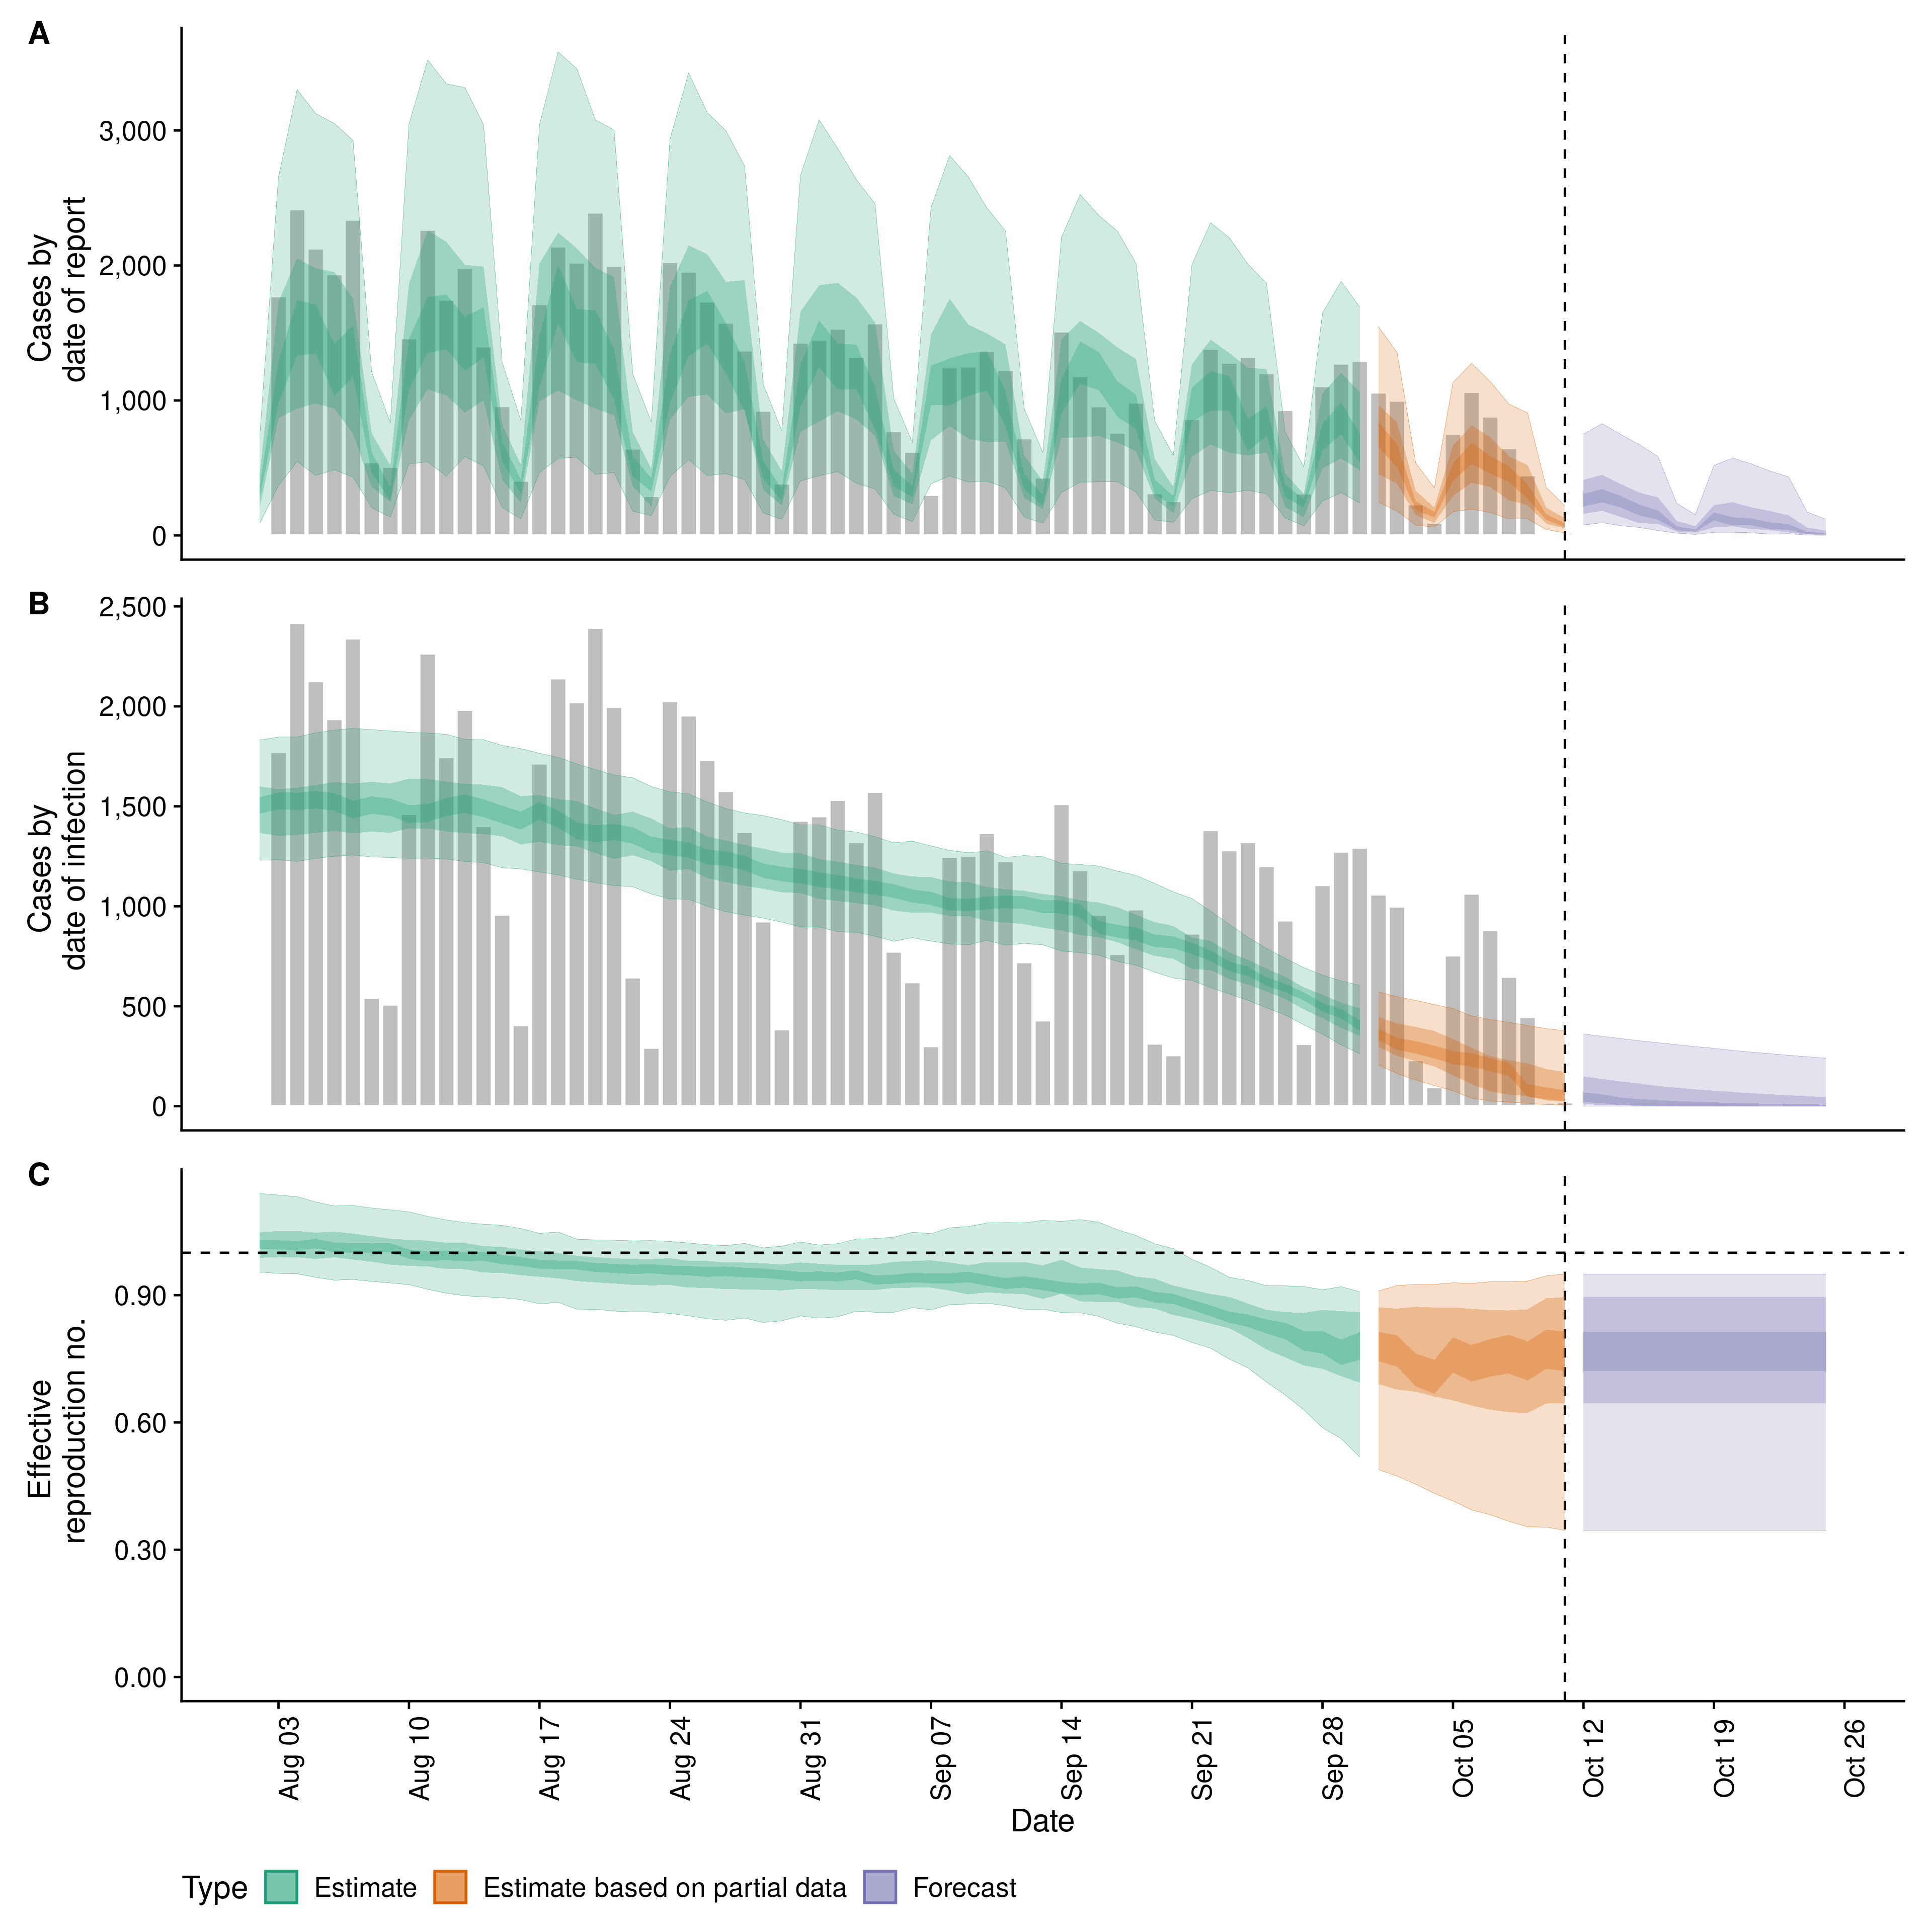 A
Cases by
date of report
3,000
2,000
1,000
0
B
Cases by
date of infection
2,500
2,000
1,500
1,000
500
0
C
Effective
reproduction no.
0.90
0.60
0.30
0.00
Aug 03
Aug 10
Aug 17
Aug 24
Aug 31
Sep 07
Sep 14
Sep 21
Sep 28
Oct 05
Oct 12
Oct 19
Oct 26
Date
Type Estimate Estimate based on partial data Forecast